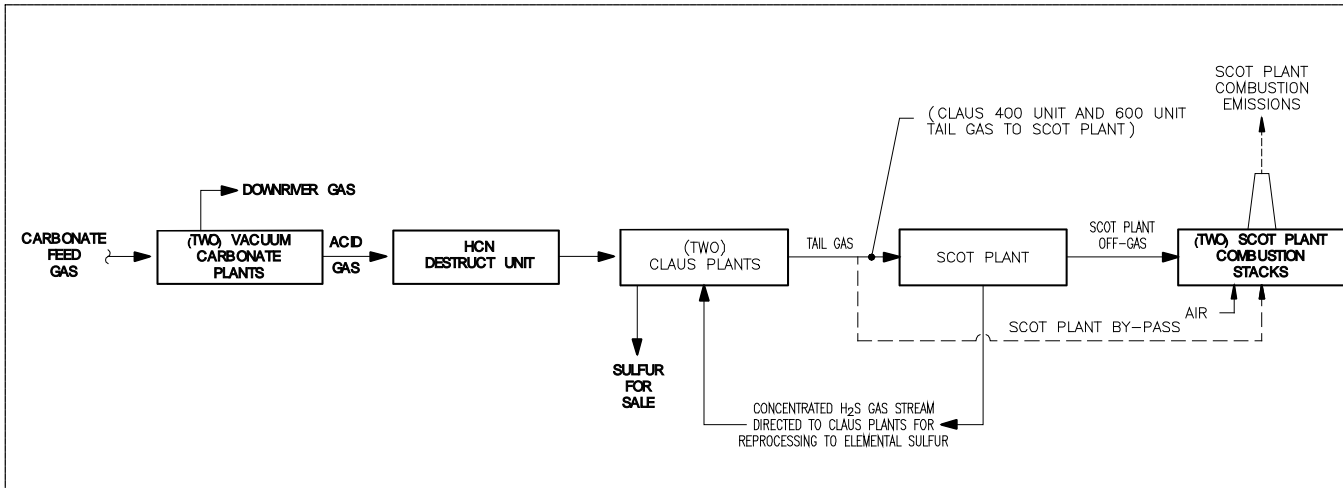 SCOT PLANT
COMBUSTION
EMISSIONS
(CLAUS 400 UNIT AND 600 UNIT
TAIL GAS TO SCOT PLANT)
DOWNRIVER GAS
CARBONATE
FEED
GAS
(TWO) VACUUM
CARBONATE
PLANTS
ACID
GAS
HCN
DESTRUCT UNIT
(TWO)
CLAUS PLANTS
TAIL GAS
SCOT PLANT
SCOT PLANT
OFF-GAS
(TWO) SCOT PLANT
COMBUSTION
STACKS
AIR
SCOT PLANT BY-PASS
SULFUR
FOR
SALE
CONCENTRATED H₂S GAS STREAM
DIRECTED TO CLAUS PLANTS FOR
REPROCESSING TO ELEMENTAL SULFUR